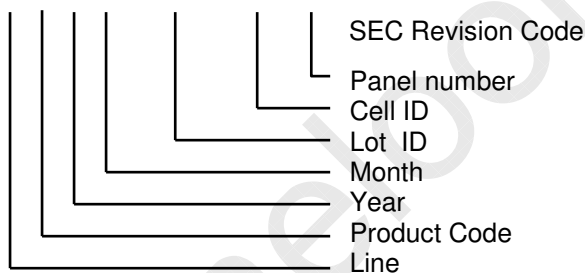 SEC Revision Code
Panel number
Cell ID
Lot ID
Month
Year
Product Code
Line